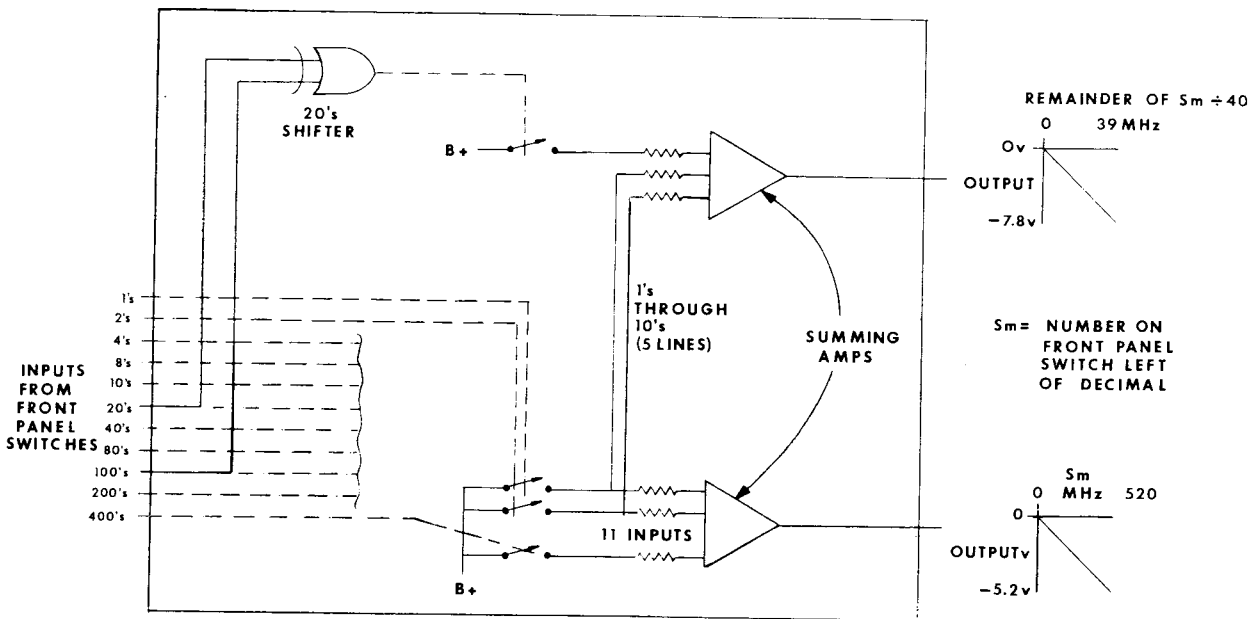 20's
SHIFTER
B+
REMAINDER OF Sm ÷ 40
0 39 MHz
0v
OUTPUT
−7.8v
INPUTS
FROM
FRONT
PANEL
SWITCHES
1's
2's
4's
8's
10's
20's
40's
80's
100's
200's
400's
1's
THROUGH
10's
(5 LINES)
SUMMING
AMPS
Sm= NUMBER ON
FRONT PANEL
SWITCH LEFT
OF DECIMAL
11 INPUTS
B+
Sm
0 MHz 520
0
OUTPUTv
−5.2v